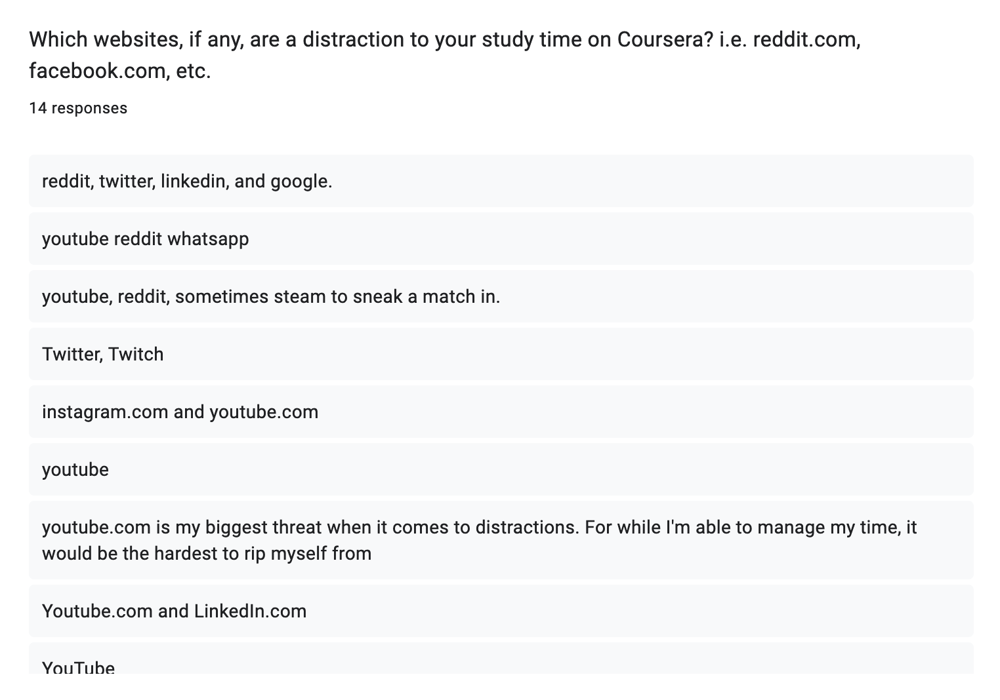 Which websites, if any, are a distraction to your study time on Coursera? i.e. reddit.com,
facebook.com, etc.
14 responses
reddit, twitter, linkedin, and google.
youtube reddit whatsapp
youtube, reddit, sometimes steam to sneak a match in.
Twitter, Twitch
instagram.com and youtube.com
youtube
youtube.com is my biggest threat when it comes to distractions. For while I'm able to manage my time, it
would be the hardest to rip myself from
Youtube.com and LinkedIn.com
YouTube